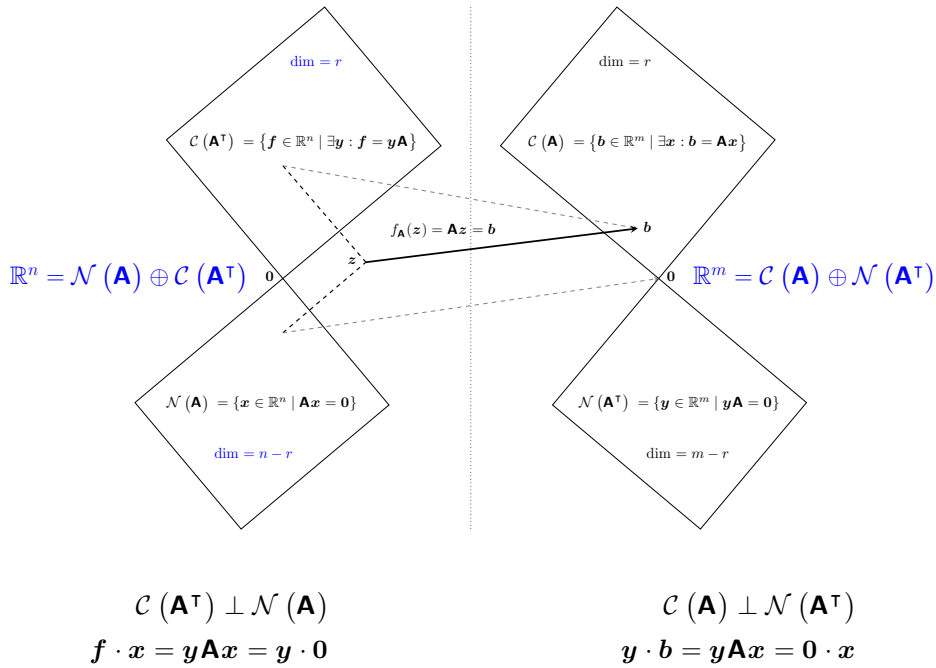 dim = r
dim = r
𝒞 (𝐀ᵀ) = {𝒇 ∈ ℝⁿ | ∃𝒚 : 𝒇 = 𝒚𝐀}
𝒞 (𝐀) = {𝒃 ∈ ℝᵐ | ∃𝒙 : 𝒃 = 𝐀𝒙}
f_𝐀(𝒛) = 𝐀𝒛 = 𝒃
𝒃
𝒛
ℝⁿ = 𝒩 (𝐀) ⊕ 𝒞 (𝐀ᵀ)
𝟎
𝟎
ℝᵐ = 𝒞 (𝐀) ⊕ 𝒩 (𝐀ᵀ)
𝒩 (𝐀) = {𝒙 ∈ ℝⁿ | 𝐀𝒙 = 𝟎}
𝒩 (𝐀ᵀ) = {𝒚 ∈ ℝᵐ | 𝒚𝐀 = 𝟎}
dim = n − r
dim = m − r
𝒞 (𝐀ᵀ) ⊥ 𝒩 (𝐀)
𝒇 · 𝒙 = 𝒚𝐀𝒙 = 𝒚 · 𝟎
𝒞 (𝐀) ⊥ 𝒩 (𝐀ᵀ)
𝒚 · 𝒃 = 𝒚𝐀𝒙 = 𝟎 · 𝒙